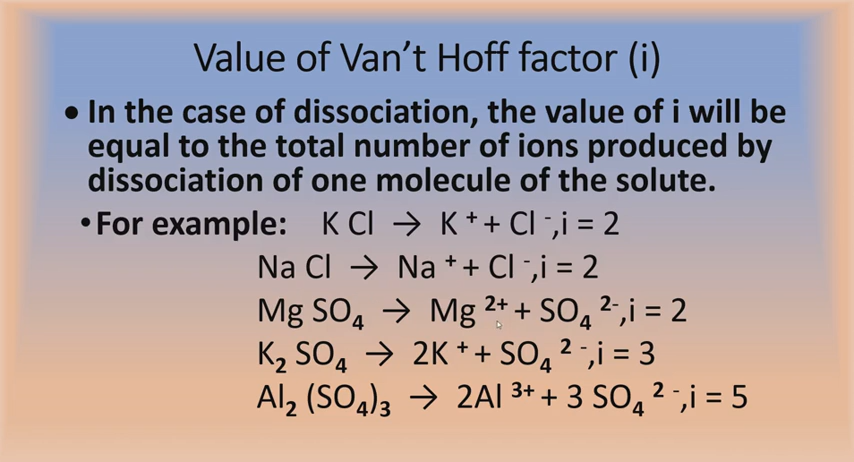 Value of Van't Hoff factor (i)
• In the case of dissociation, the value of i will be
equal to the total number of ions produced by
dissociation of one molecule of the solute.
• For example: K Cl → K ⁺ + Cl ⁻,i = 2
Na Cl → Na ⁺ + Cl ⁻,i = 2
Mg SO₄ → Mg ²⁺ + SO₄ ²⁻,i = 2
K₂ SO₄ → 2K ⁺ + SO₄ ² ⁻,i = 3
Al₂ (SO₄)₃ → 2Al ³⁺ + 3 SO₄ ² ⁻,i = 5